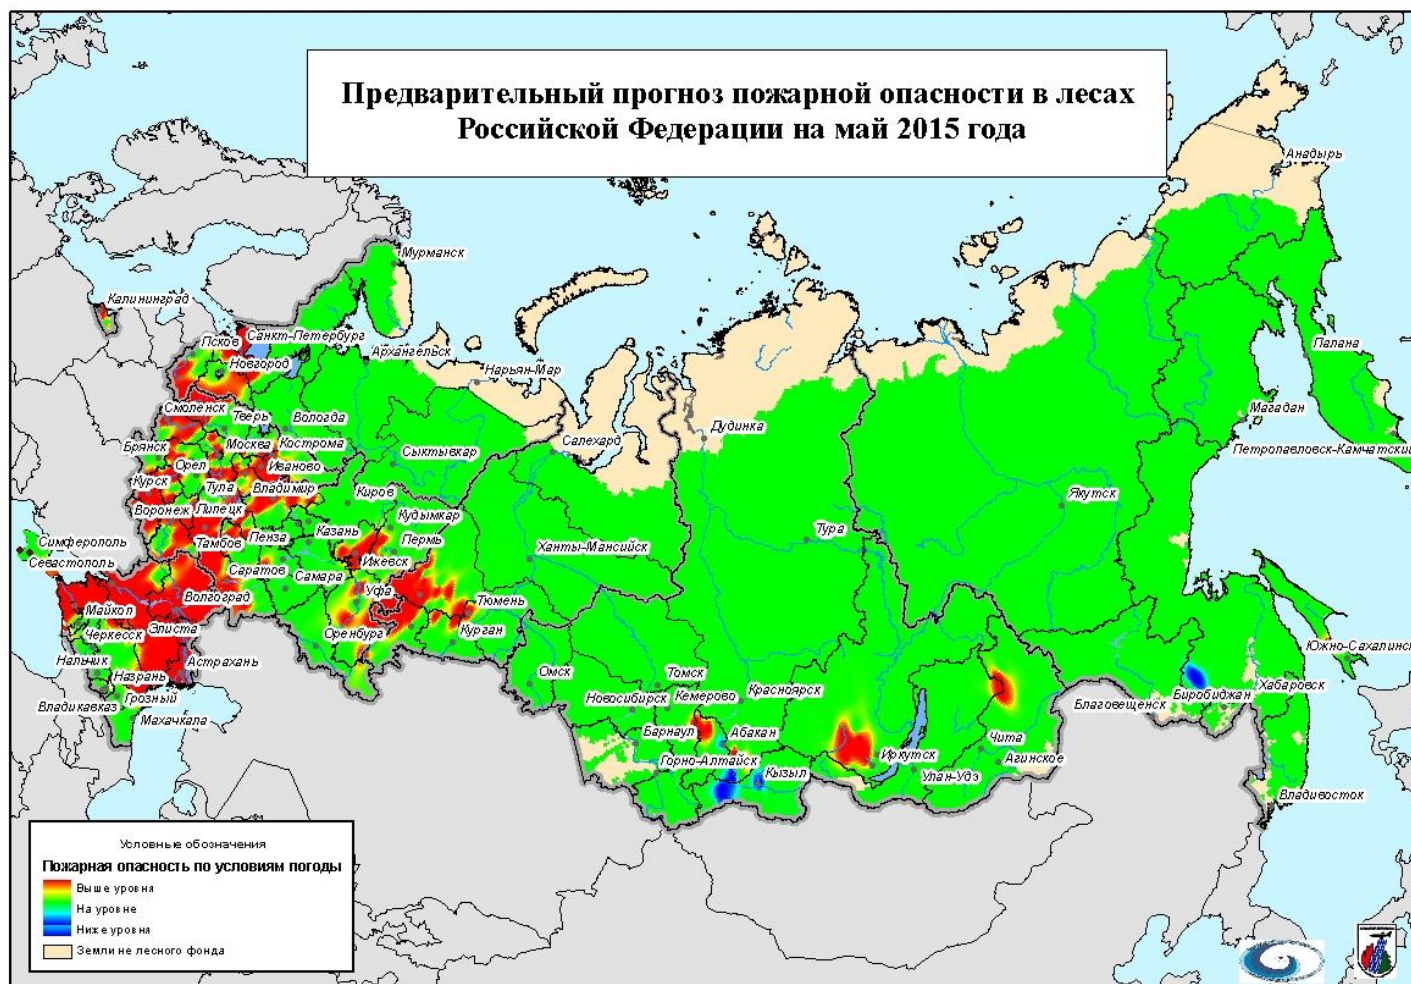 Предварительный прогноз пожарной опасности в лесах
Российской Федерации на май 2015 года
Анадырь
Мурманск
Калининград
Санкт-Петербург
Псков
Новгород
Архангельск
Нарьян-Мар
Палана
Смоленск
Тверь
Вологда
Магадан
Дудинка
Брянск
Москва
Кострома
Салехард
Сыктывкар
Петропавловск-Камчатский
Орел
Иваново
Курск
Тула
Владимир
Киров
Якутск
Воронеж
Липецк
Кудымкар
Казань
Тура
Симферополь
Тамбов
Пенза
Пермь
Ханты-Мансийск
Севастополь
Ижевск
Саратов
Самара
Уфа
Волгоград
Тюмень
Майкоп
Элиста
Оренбург
Курган
Черкесск
Южно-Сахалинск
Нальчик
Астрахань
Назрань
Омск
Томск
Грозный
Новосибирск
Кемерово
Красноярск
Биробиджан
Хабаровск
Владикавказ
Благовещенск
Махачкала
Барнаул
Абакан
Чита
Горно-Алтайск
Кызыл
Иркутск
Агинское
Улан-Удэ
Владивосток
Условные обозначения
Пожарная опасность по условиям погоды
Выше уровня
На уровне
Ниже уровня
Земли не лесного фонда